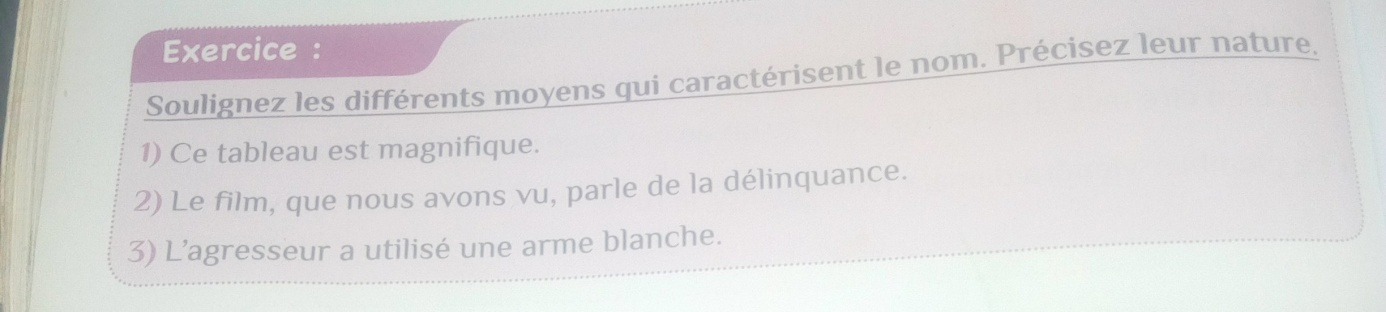 Exercice :
Soulignez les différents moyens qui caractérisent le nom. Précisez leur nature.
1) Ce tableau est magnifique.
2) Le film, que nous avons vu, parle de la délinquance.
3) L'agresseur a utilisé une arme blanche.